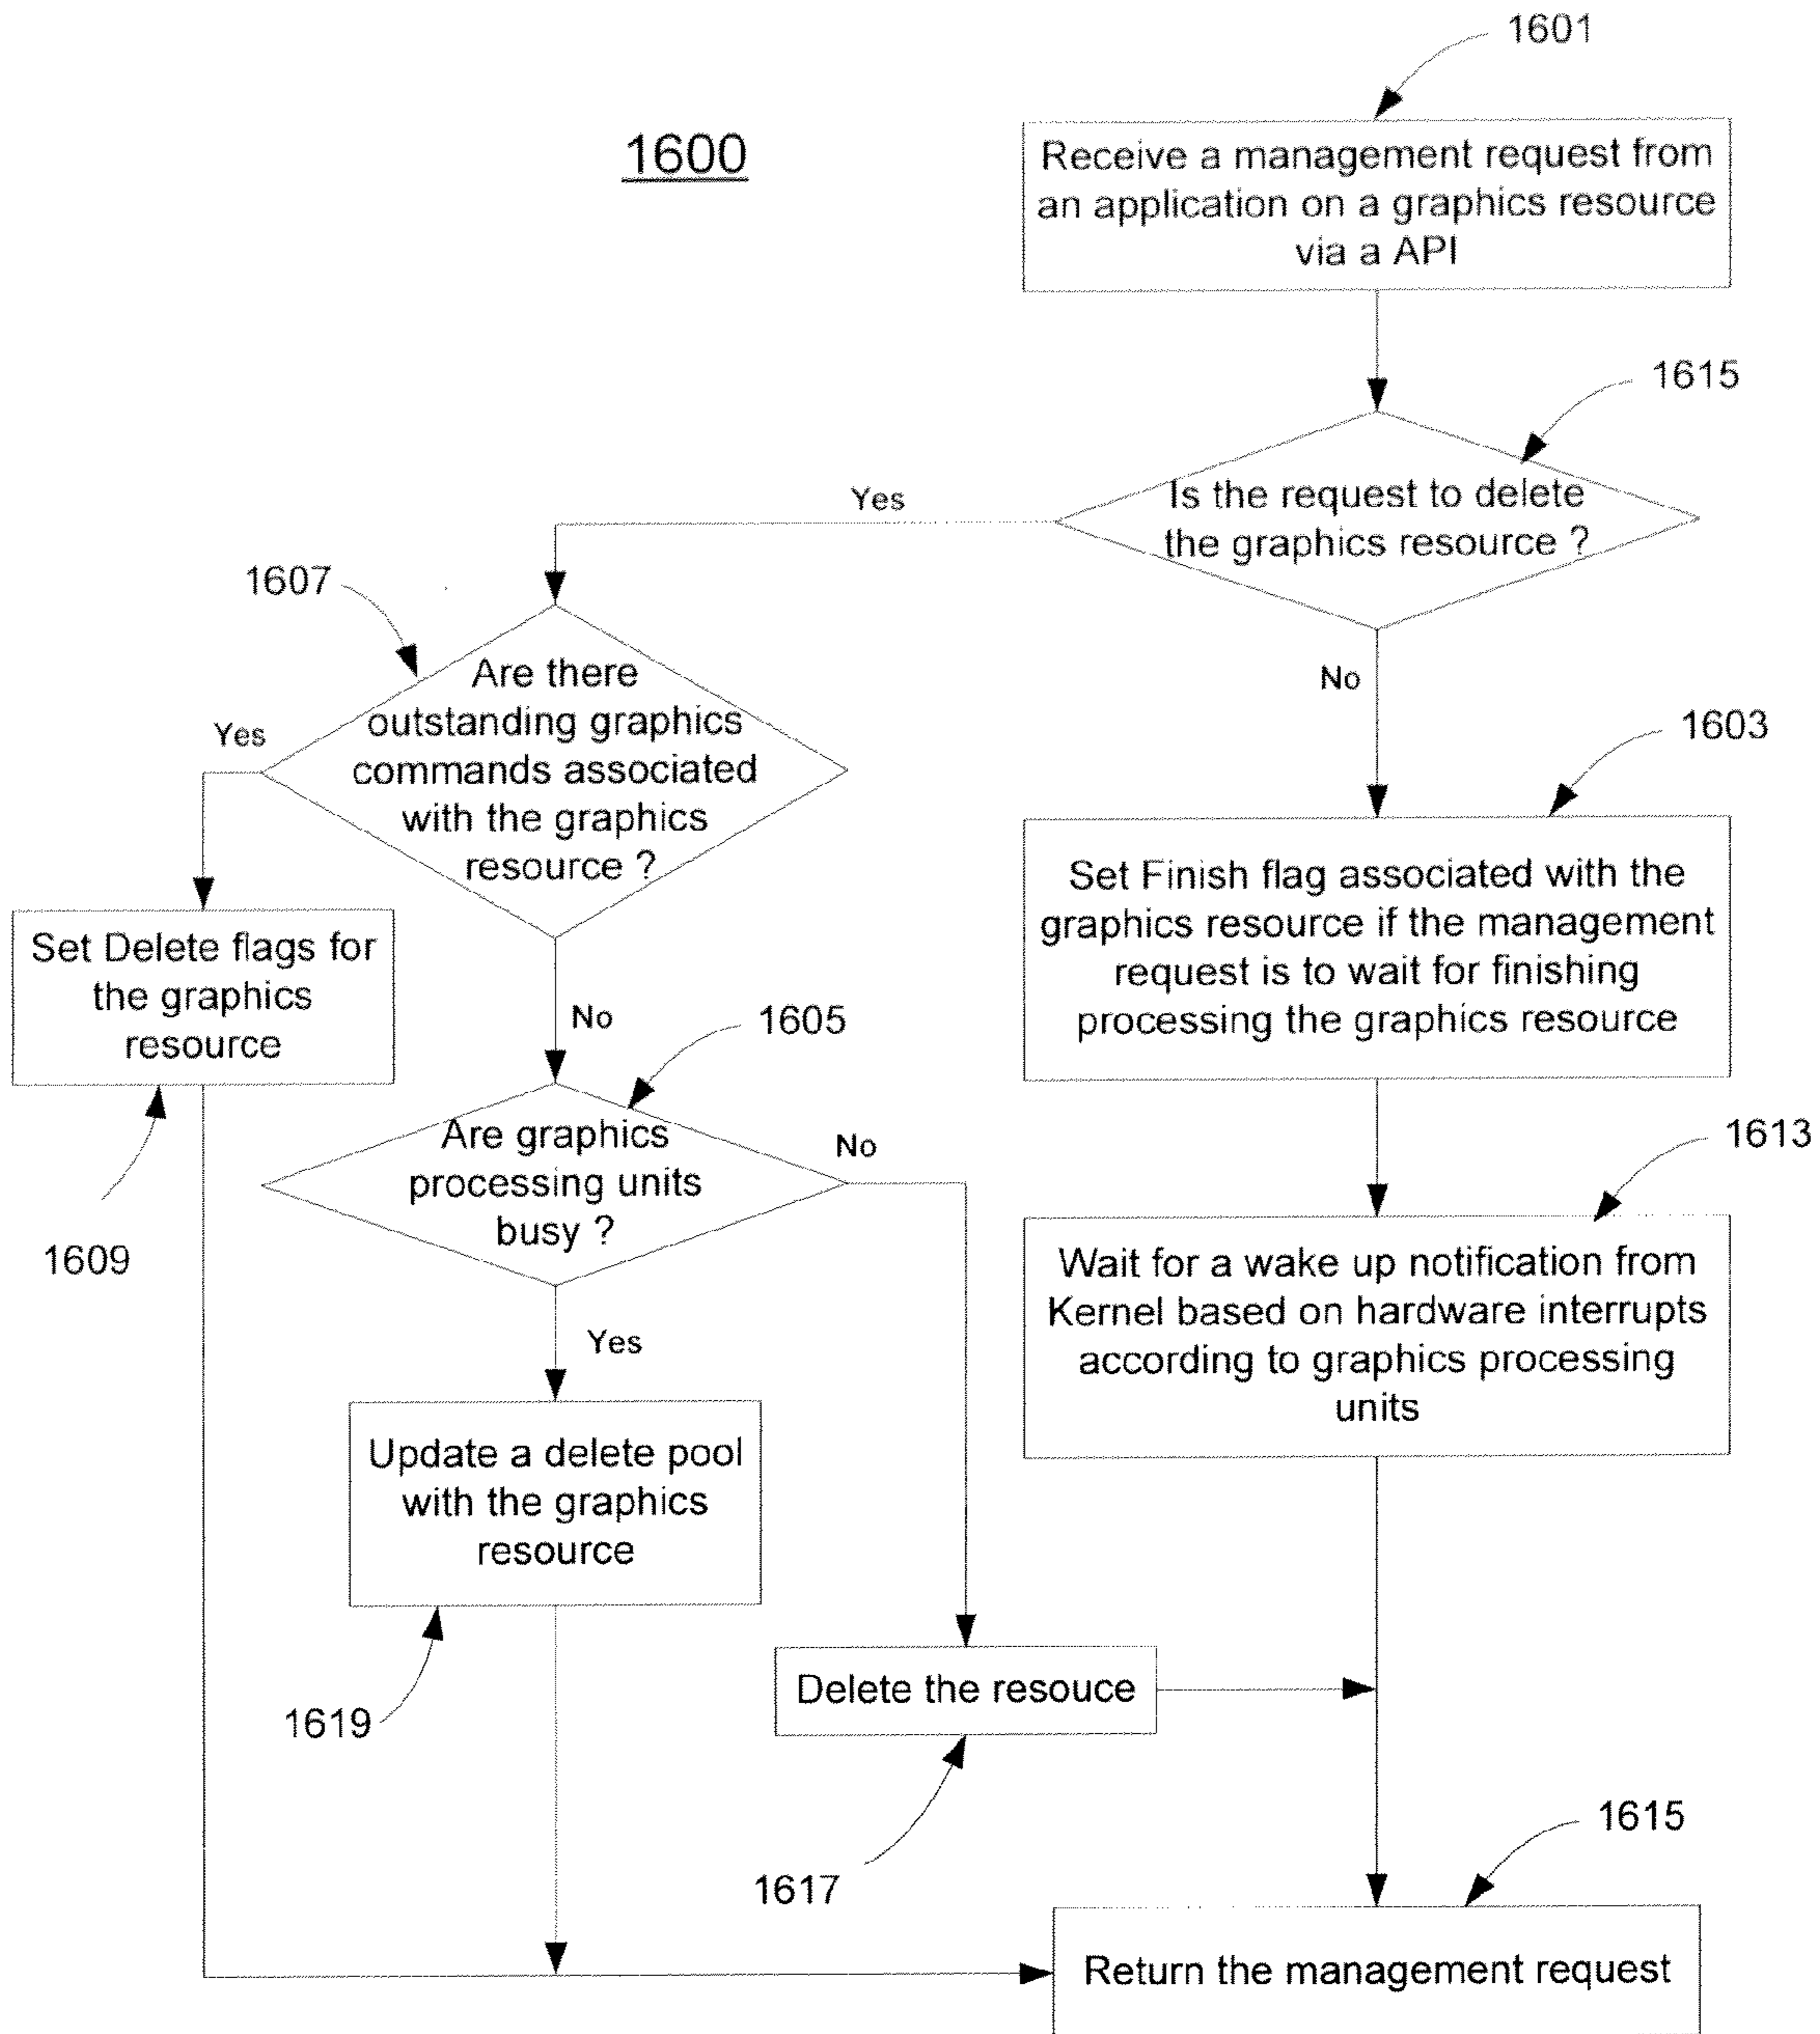 1601
1600
Receive a management request from
an application on a graphics resource
via a API
1615
Is the request to delete
the graphics resource ?
Yes
No
1607
Are there
outstanding graphics
commands associated
with the graphics
resource ?
Yes
No
1603
Set Finish flag associated with the
graphics resource if the management
request is to wait for finishing
processing the graphics resource
Set Delete flags for
the graphics
resource
1609
1605
Are graphics
processing units
busy ?
No
Yes
1613
Wait for a wake up notification from
Kernel based on hardware interrupts
according to graphics processing
units
Update a delete pool
with the graphics
resource
1619
Delete the resouce
1617
1615
Return the management request